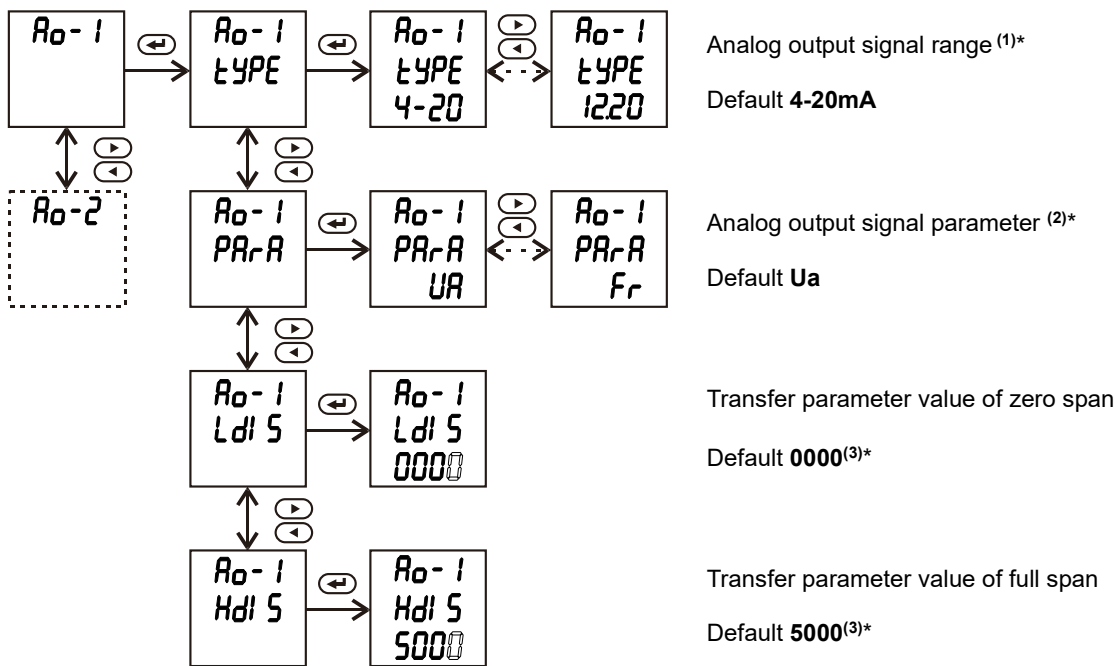 Ao-1
Ao-1
tYPE
Ao-1
tYPE
4-20
Ao-1
tYPE
12.20
Analog output signal range (1)*
Default 4-20mA
Ao-2
Ao-1
PArA
Ao-1
PArA
UA
Ao-1
PArA
Fr
Analog output signal parameter (2)*
Default Ua
Ao-1
LdIS
Ao-1
LdIS
0000
Transfer parameter value of zero span
Default 0000(3)*
Ao-1
HdIS
Ao-1
HdIS
5000
Transfer parameter value of full span
Default 5000(3)*